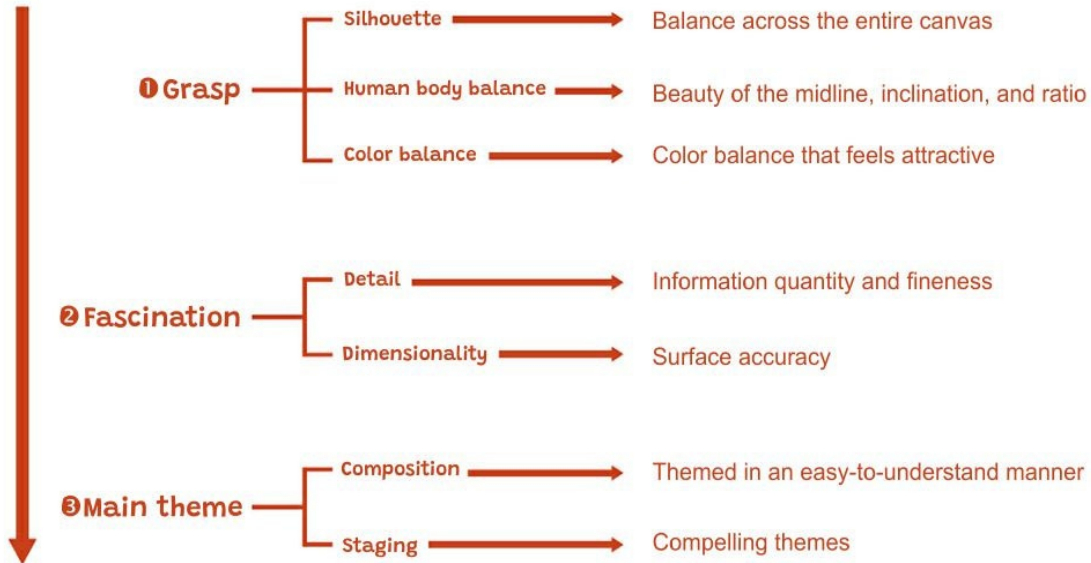 Silhouette Balance across the entire canvas
❶Grasp Human body balance Beauty of the midline, inclination, and ratio
Color balance Color balance that feels attractive
Detail Information quantity and fineness
❷Fascination
Dimensionality Surface accuracy
Composition Themed in an easy-to-understand manner
❸Main theme
Staging Compelling themes